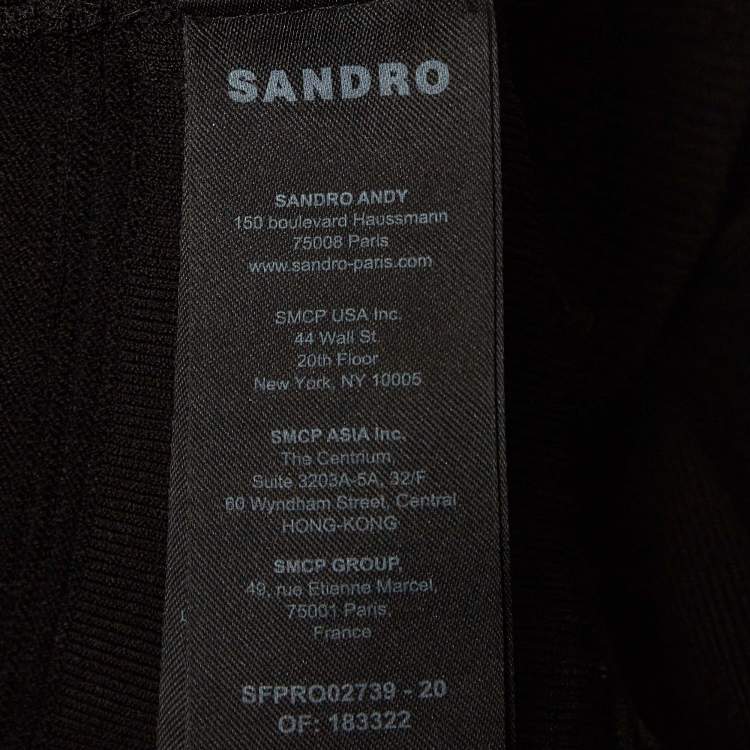 SANDRO
SANDRO ANDY
150 boulevard Haussmann
75008 Paris
www.sandro-paris.com
SMCP USA Inc.
44 Wall St.
20th Floor
New York, NY 10005
SMCP ASIA Inc.
The Centrium,
Suite 3203A-5A, 32/F
60 Wyndham Street, Central
HONG-KONG
SMCP GROUP,
49, rue Etienne Marcel,
75001 Paris,
France
SFPRO02739 - 20
OF: 183322